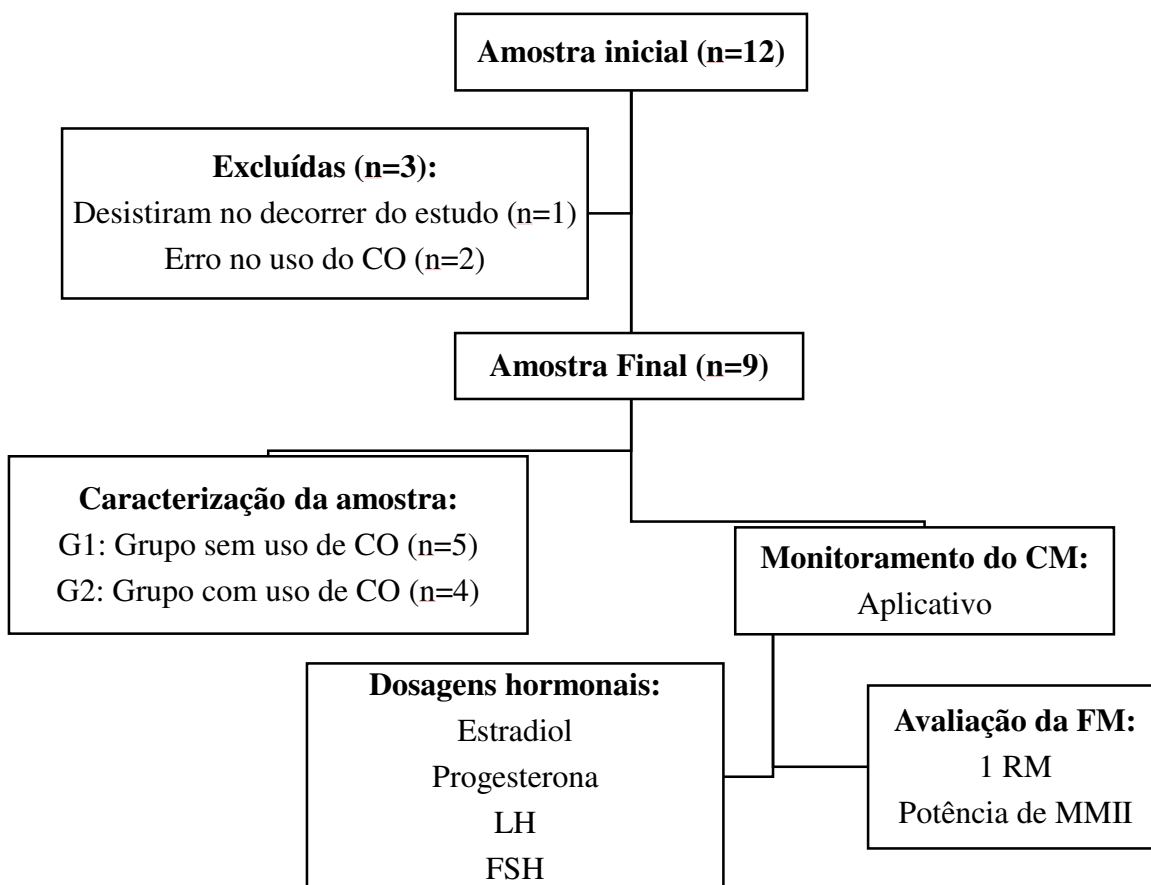 Amostra inicial (n=12)
Excluídas (n=3):
Desistiram no decorrer do estudo (n=1)
Erro no uso do CO (n=2)
Amostra Final (n=9)
Caracterização da amostra:
G1: Grupo sem uso de CO (n=5)
G2: Grupo com uso de CO (n=4)
Monitoramento do CM:
Aplicativo
Dosagens hormonais:
Estradiol
Progesterona
LH
FSH
Avaliação da FM:
1 RM
Potência de MMII